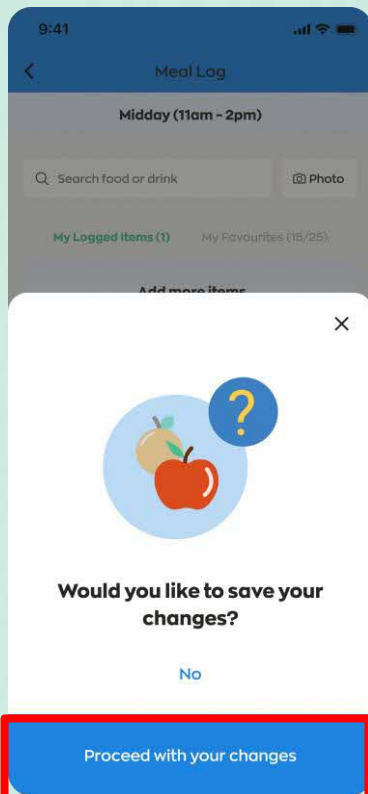 9:41
Meal Log
Midday (11am - 2pm)
Search food or drink
Photo
My Logged Items (1)
My Favourites (15/25)
Add more items
?
Would you like to save your
changes?
No
Proceed with your changes